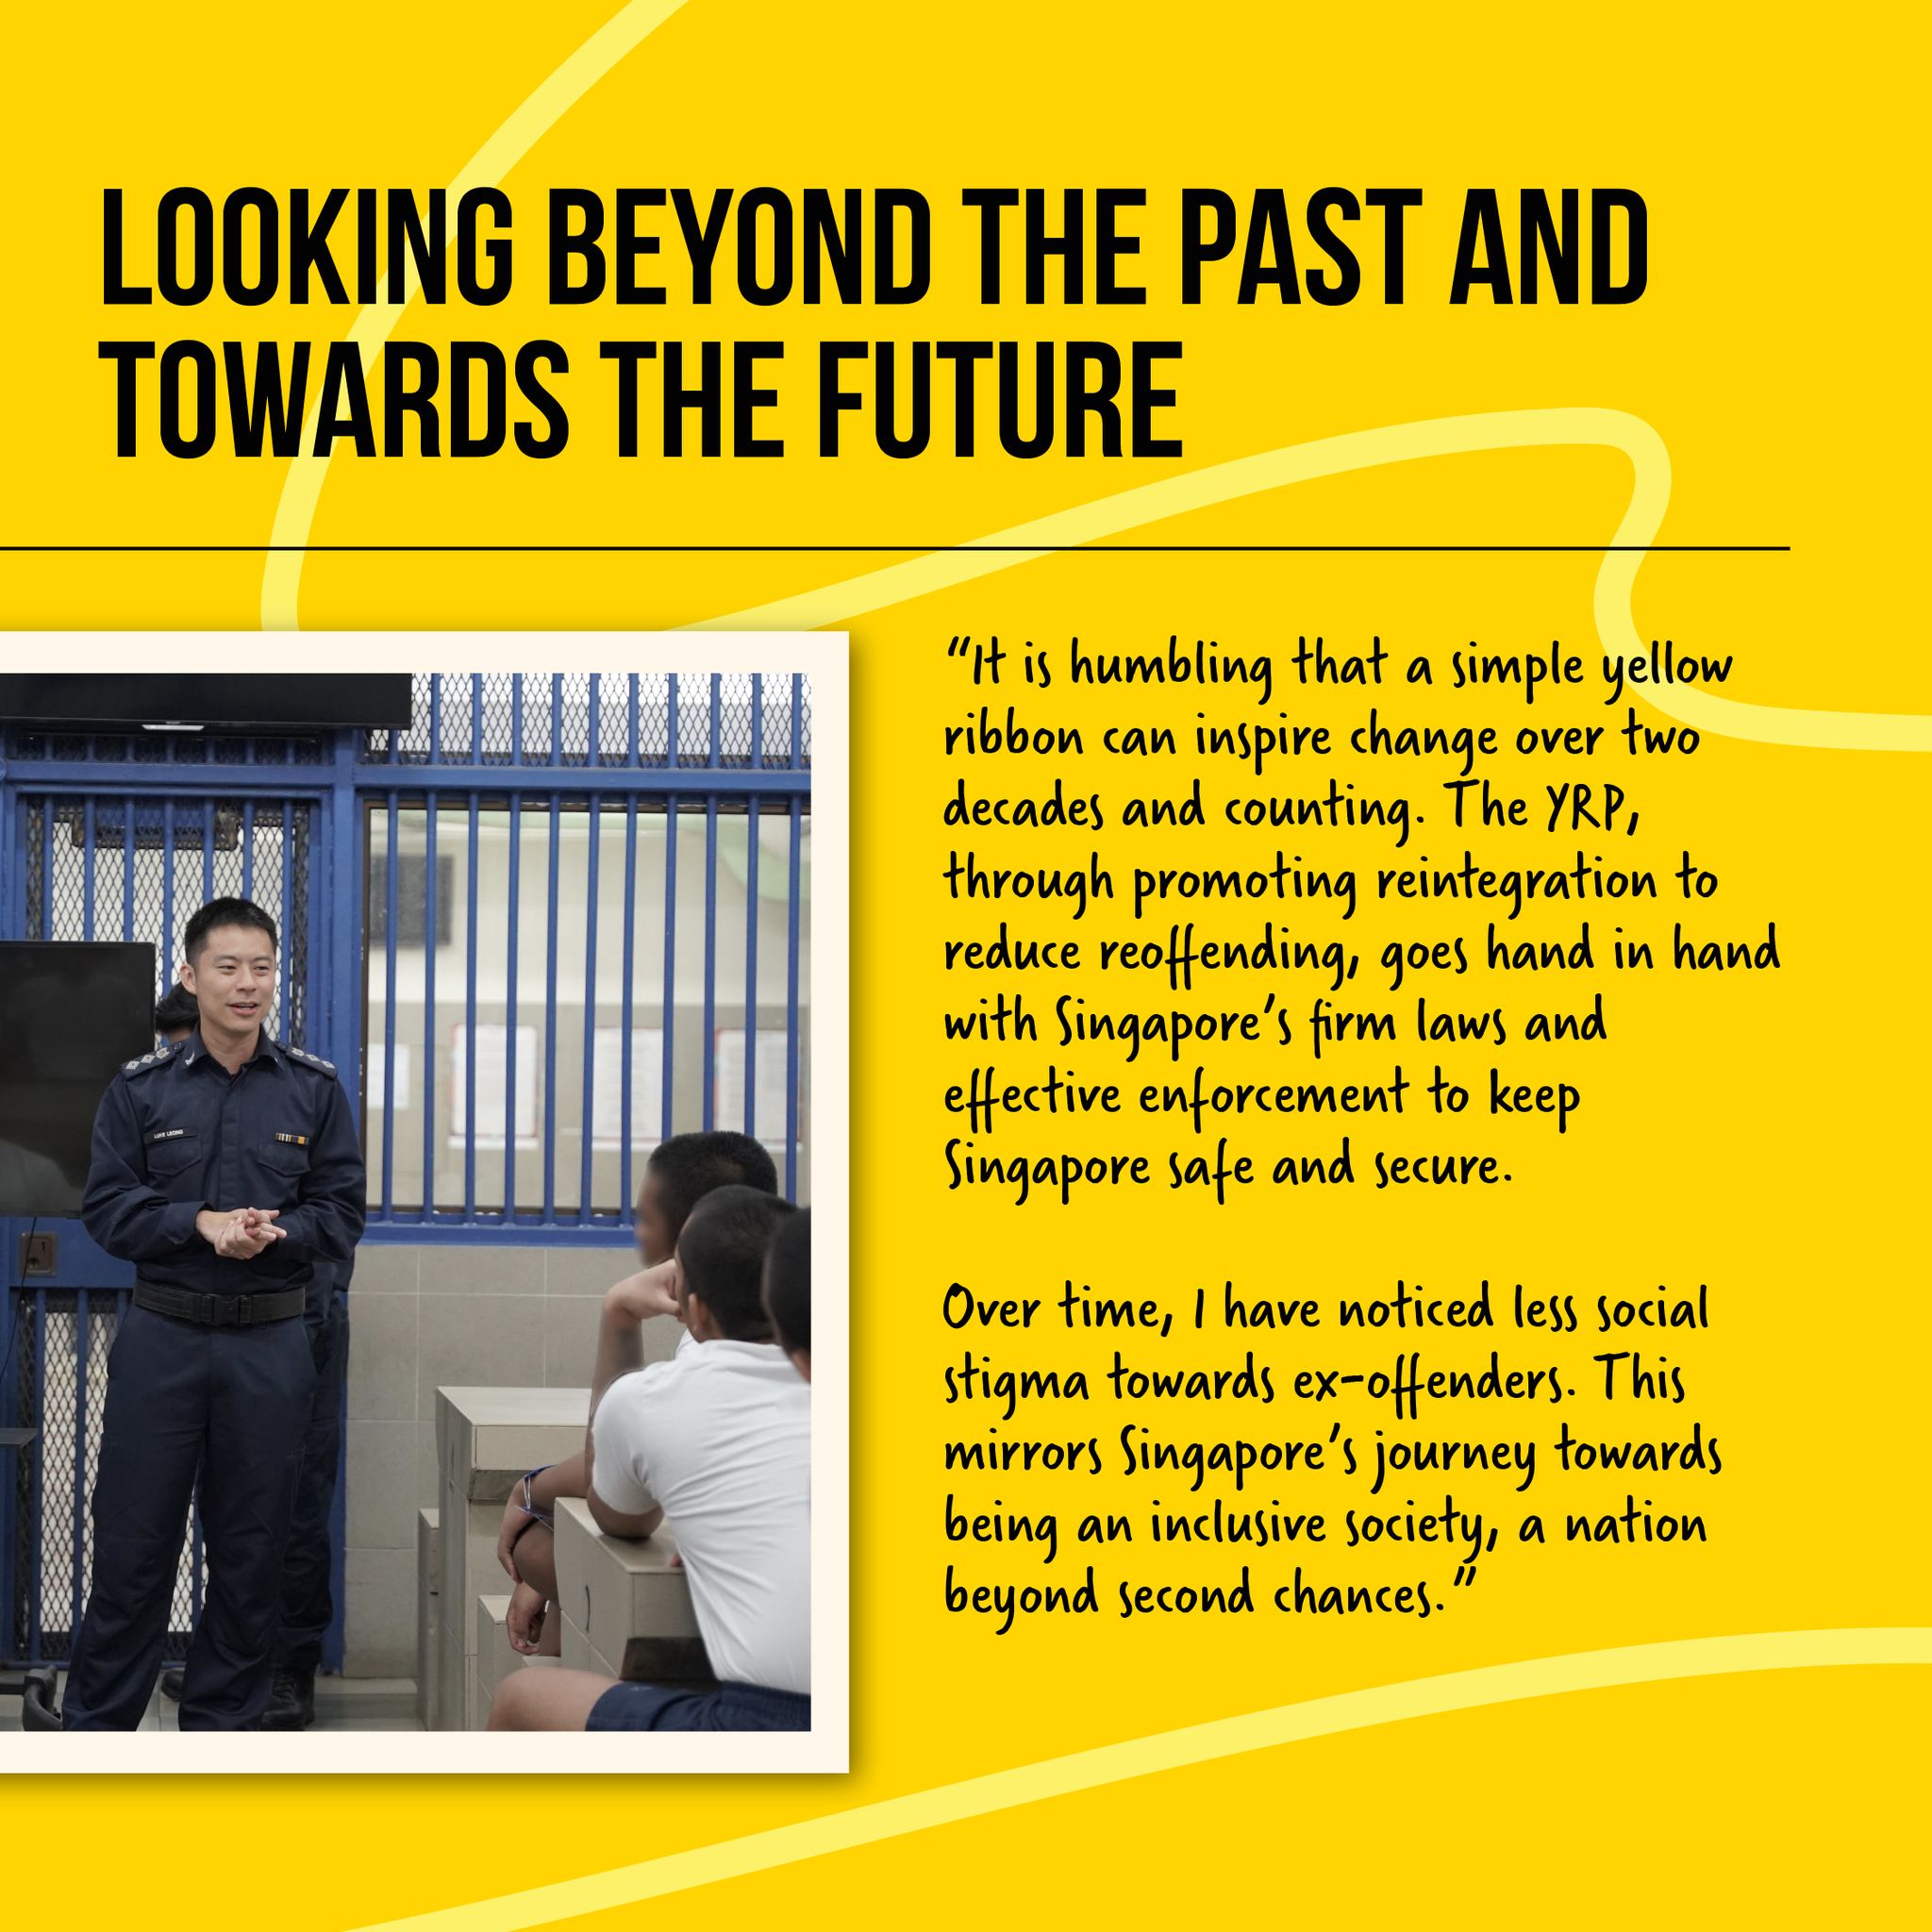 LOOKING BEYOND THE PAST AND
TOWARDS THE FUTURE
“It is humbling that a simple yellow
ribbon can inspire change over two
decades and counting. The YRP,
through promoting reintegration to
reduce reoffending, goes hand in hand
with Singapore’s firm laws and
effective enforcement to keep
Singapore safe and secure.
Over time, I have noticed less social
stigma towards ex-offenders. This
mirrors Singapore’s journey towards
being an inclusive society, a nation
beyond second chances.”
LUKE LEONG